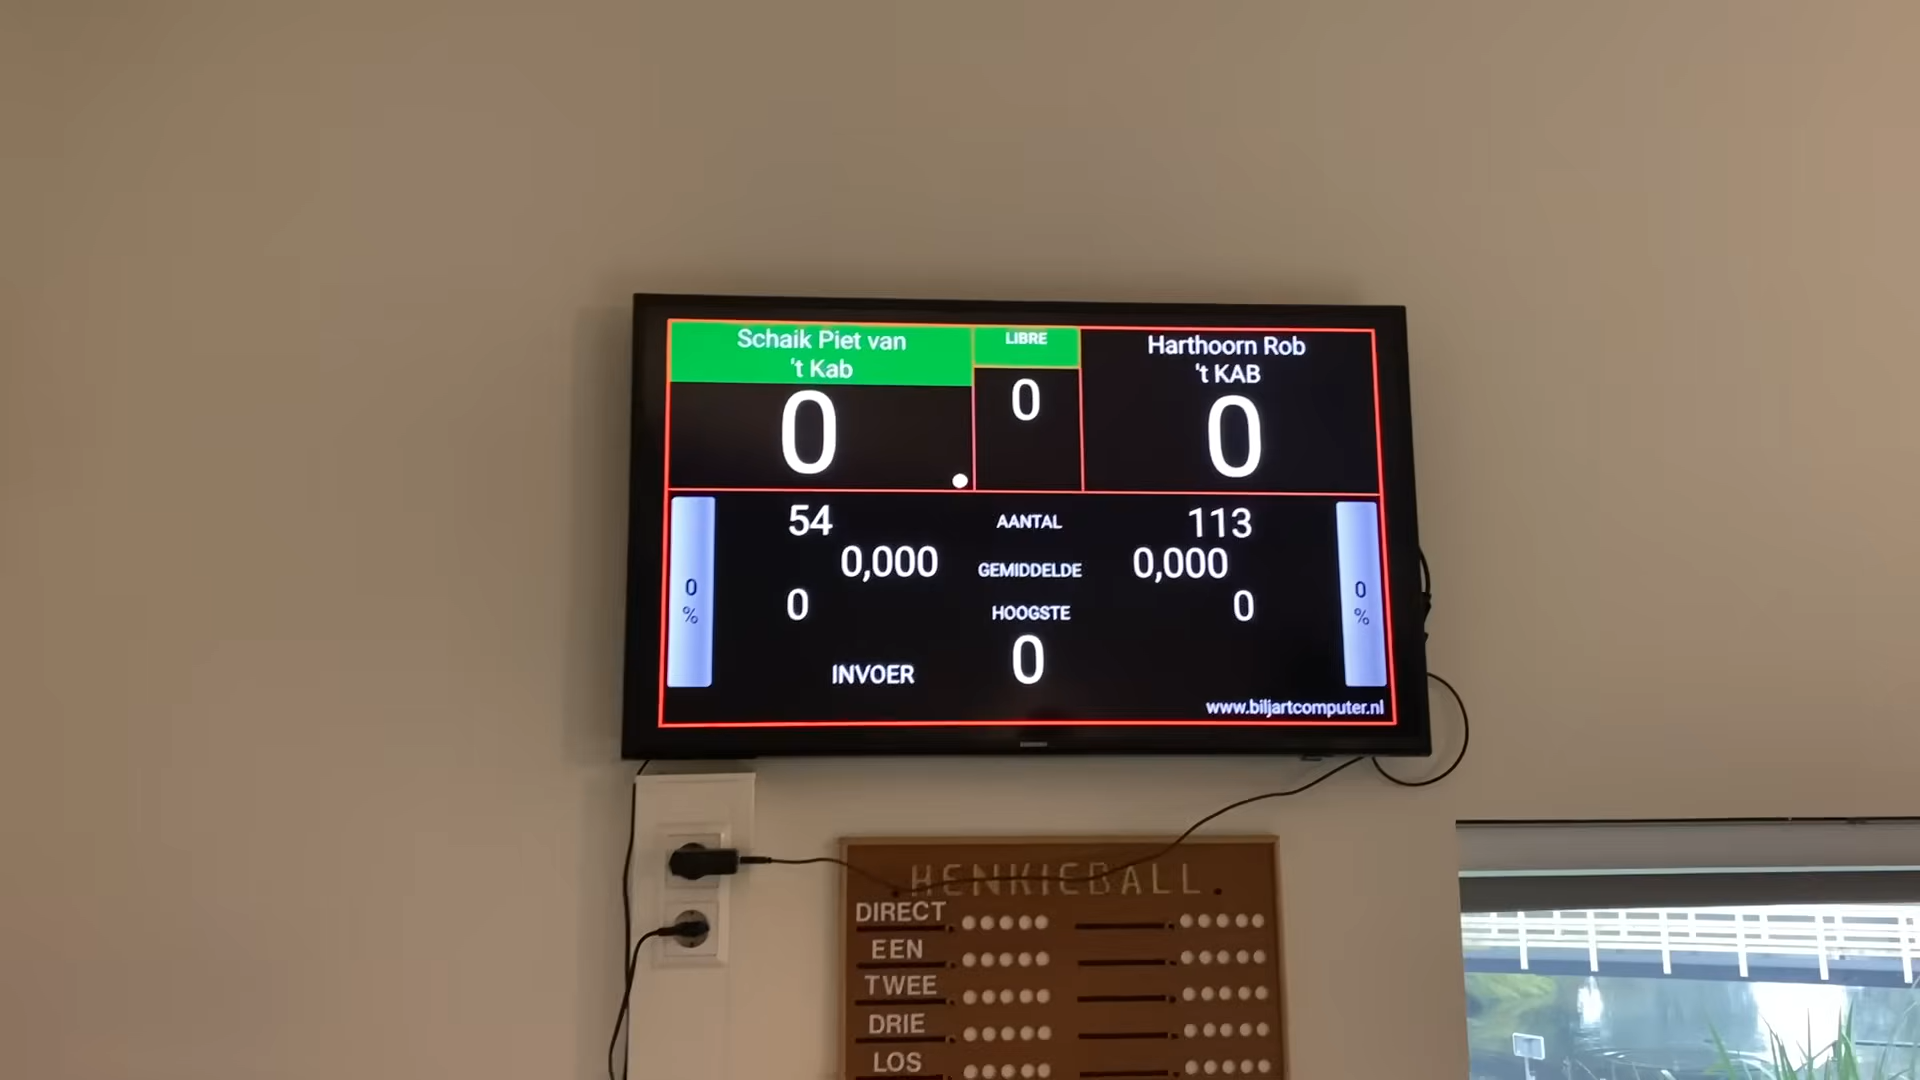 Schaik Piet van
't Kab
0
LIBRE
0
Harthoorn Rob
't KAB
0
54 AANTAL 113
0,000 GEMIDDELDE 0,000
0 HOOGSTE 0
0
%
0
%
INVOER 0
www.biljartcomputer.nl
HENKIEBALL
DIRECT
EEN
TWEE
DRIE
LOS